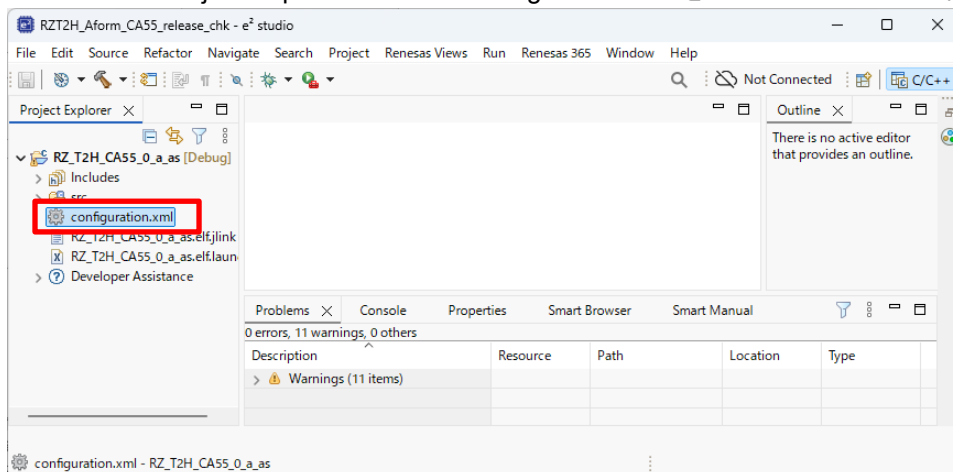 RZT2H_Aform_CA55_release_chk - e² studio
File Edit Source Refactor Navigate Search Project Renesas Views Run Renesas 365 Window Help
Not Connected C/C++
Project Explorer
Outline
There is no active editor
that provides an outline.
RZ_T2H_CA55_0_a_as [Debug]
Includes
src
configuration.xml
RZ_T2H_CA55_0_a_as.elf.jlink
RZ_T2H_CA55_0_a_as.elf.laun
Developer Assistance
Problems Console Properties Smart Browser Smart Manual
0 errors, 11 warnings, 0 others
Description Resource Path Location Type
Warnings (11 items)
configuration.xml - RZ_T2H_CA55_0_a_as